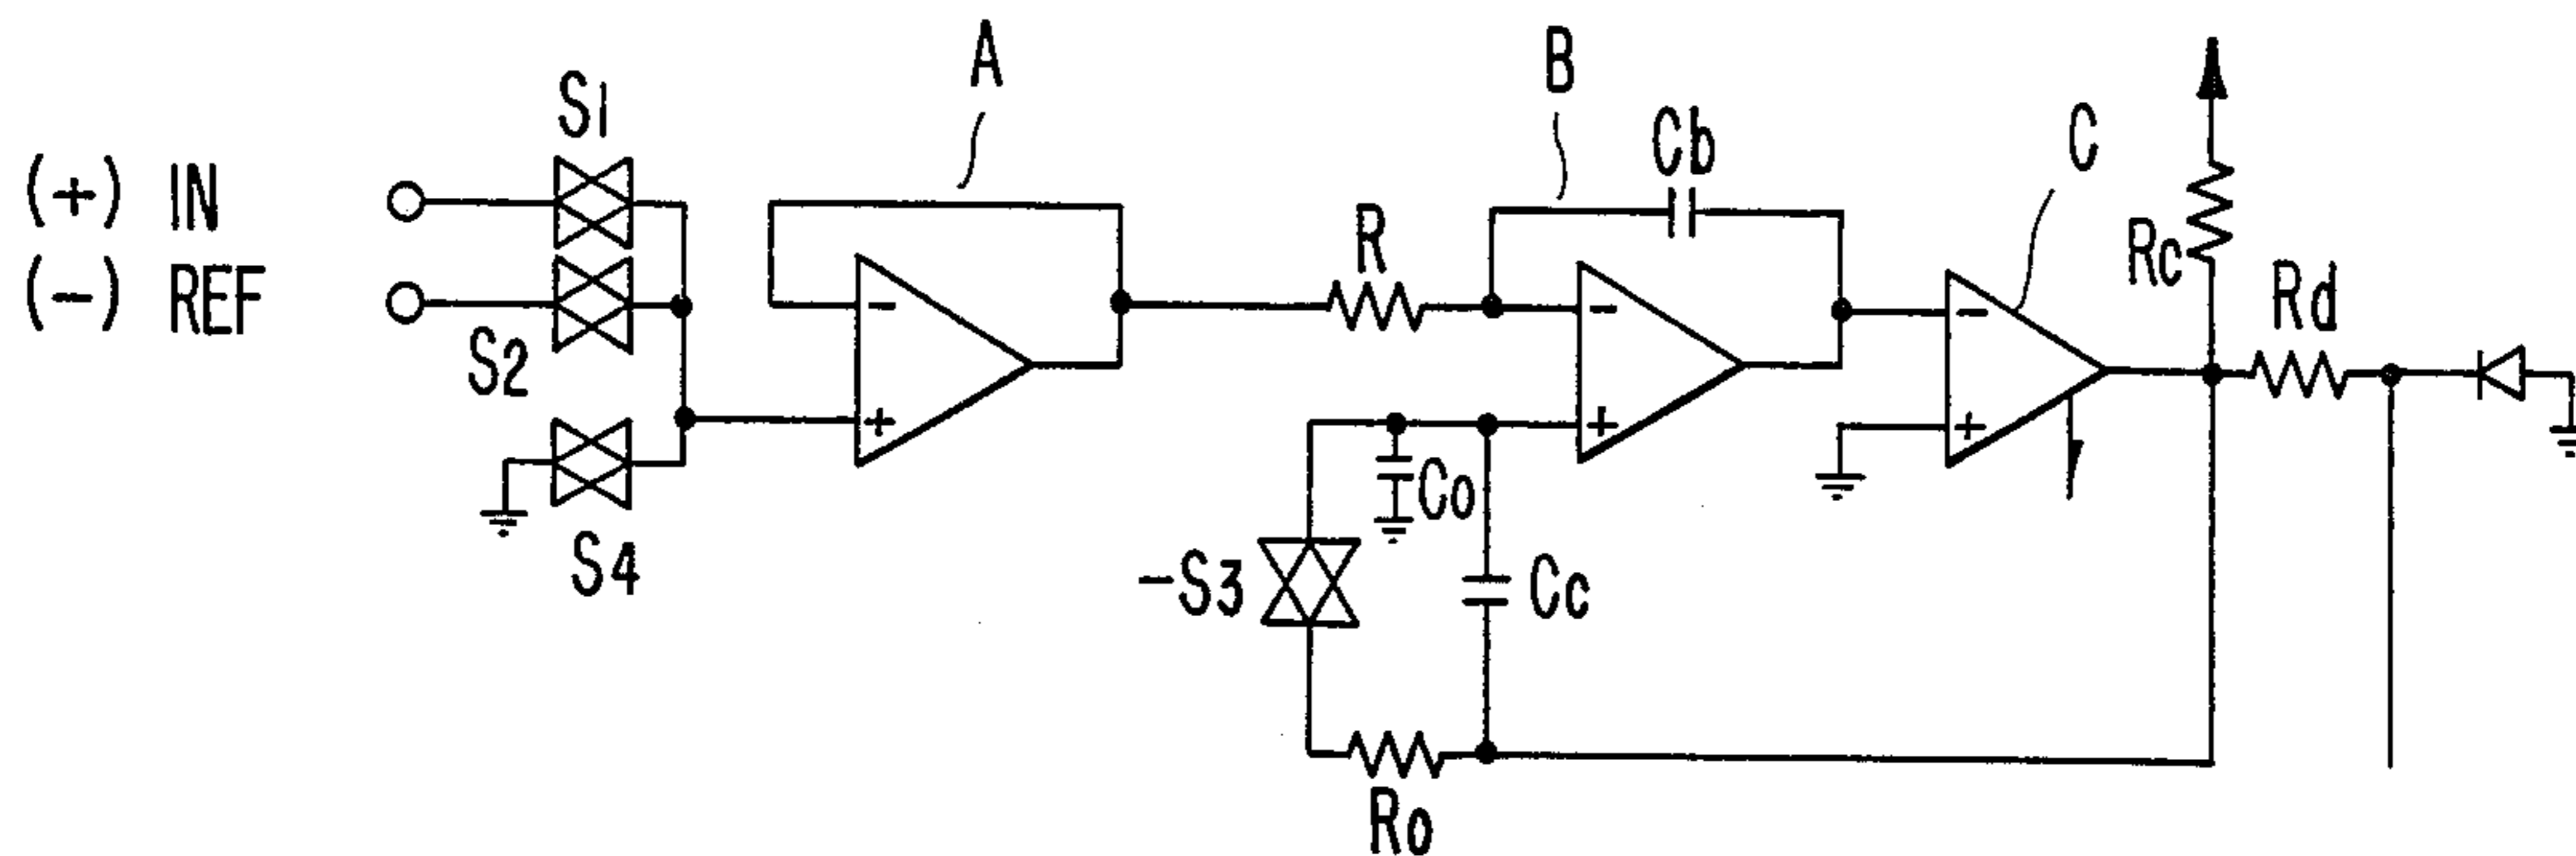 A
B
C
S1
Cb
(+) IN
R
Rc
Rd
(-) REF
S2
-
-
-
+
+
+
Co
S4
-S3
Cc
Ro